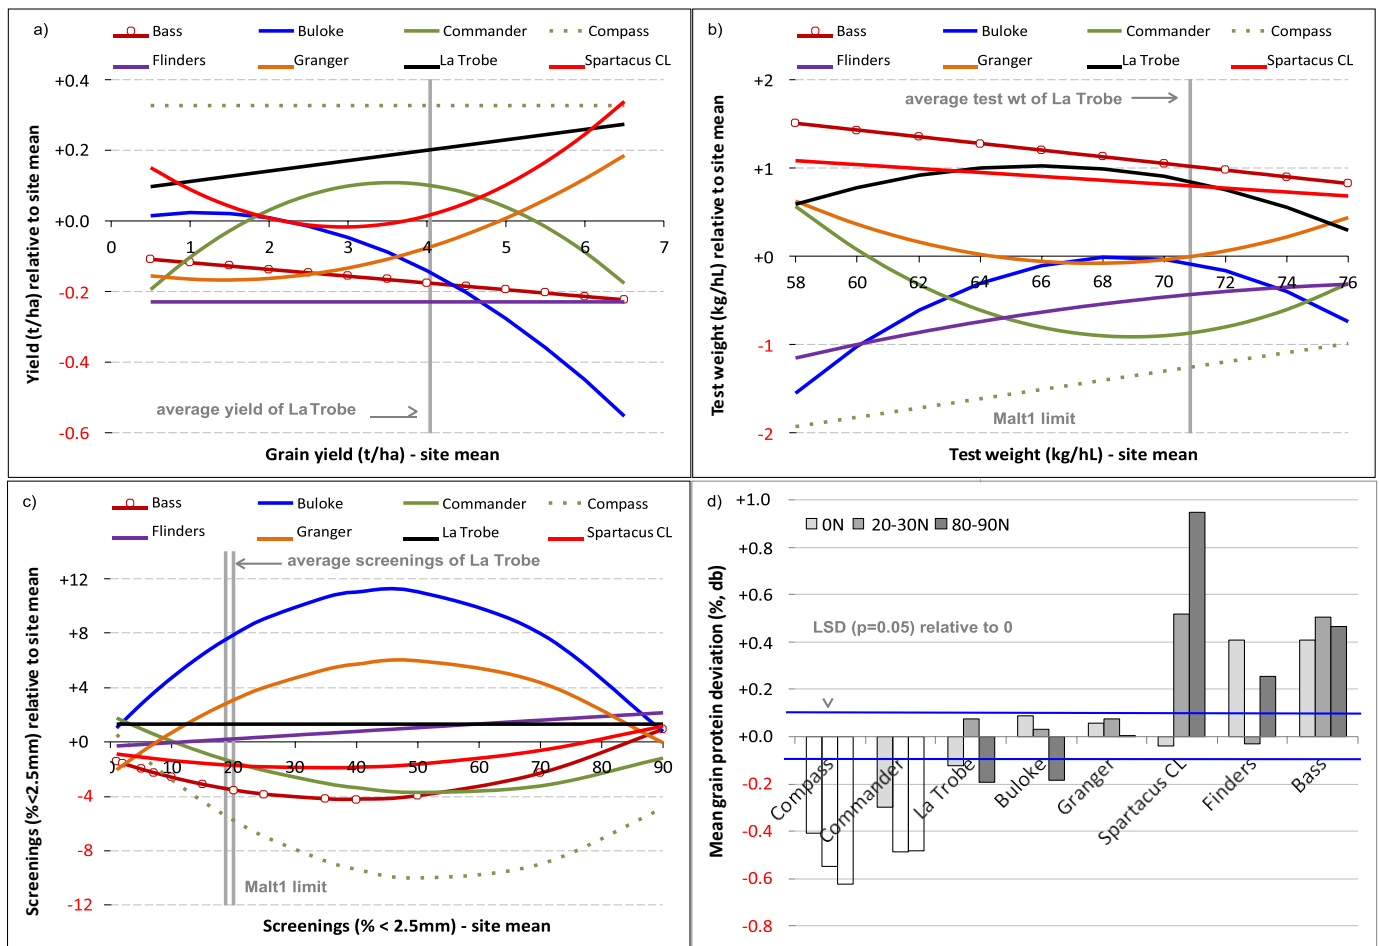 a)
Bass Buloke Commander Compass
Flinders Granger La Trobe Spartacus CL
+0.4
+0.2
+0.0
0 1 2 3 4 5 6 7
-0.2
-0.4
-0.6
Yield (t/ha) relative to site mean
average yield of La Trobe
Grain yield (t/ha) - site mean
b)
Bass Buloke Commander Compass
Flinders Granger La Trobe Spartacus CL
+2
average test wt of La Trobe
+1
+0
58 60 62 64 66 68 70 72 74 76
-1
-2
Test weight (kg/hL) relative to site mean
Malt1 limit
Test weight (kg/hL) - site mean
c)
Bass Buloke Commander Compass
Flinders Granger La Trobe Spartacus CL
average screenings of La Trobe
+12
+8
+4
+0
0 10 20 30 40 50 60 70 80 90
-4
-8
-12
Screenings (%<2.5mm) relative to site mean
Malt1 limit
Screenings (% < 2.5mm) - site mean
d)
+1.0
0N 20-30N 80-90N
+0.8
+0.6
LSD (p=0.05) relative to 0
+0.4
+0.2
+0.0
-0.2
-0.4
-0.6
-0.8
Mean grain protein deviation (%, db)
Compass
Commander
La Trobe
Buloke
Granger
Spartacus CL
Finders
Bass